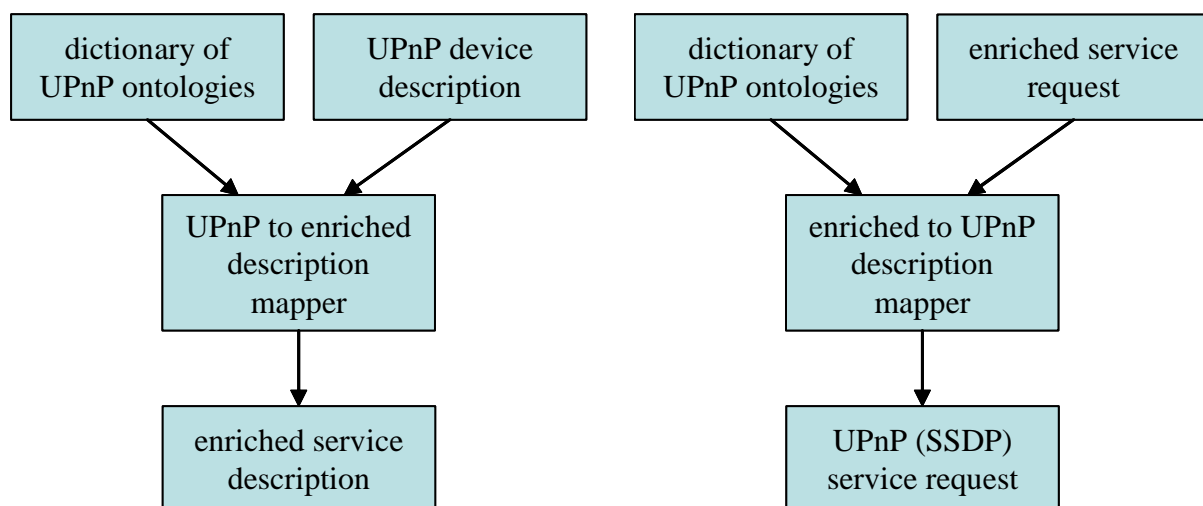 dictionary of
UPnP ontologies
UPnP device
description
dictionary of
UPnP ontologies
enriched service
request
UPnP to enriched
description
mapper
enriched to UPnP
description
mapper
enriched service
description
UPnP (SSDP)
service request